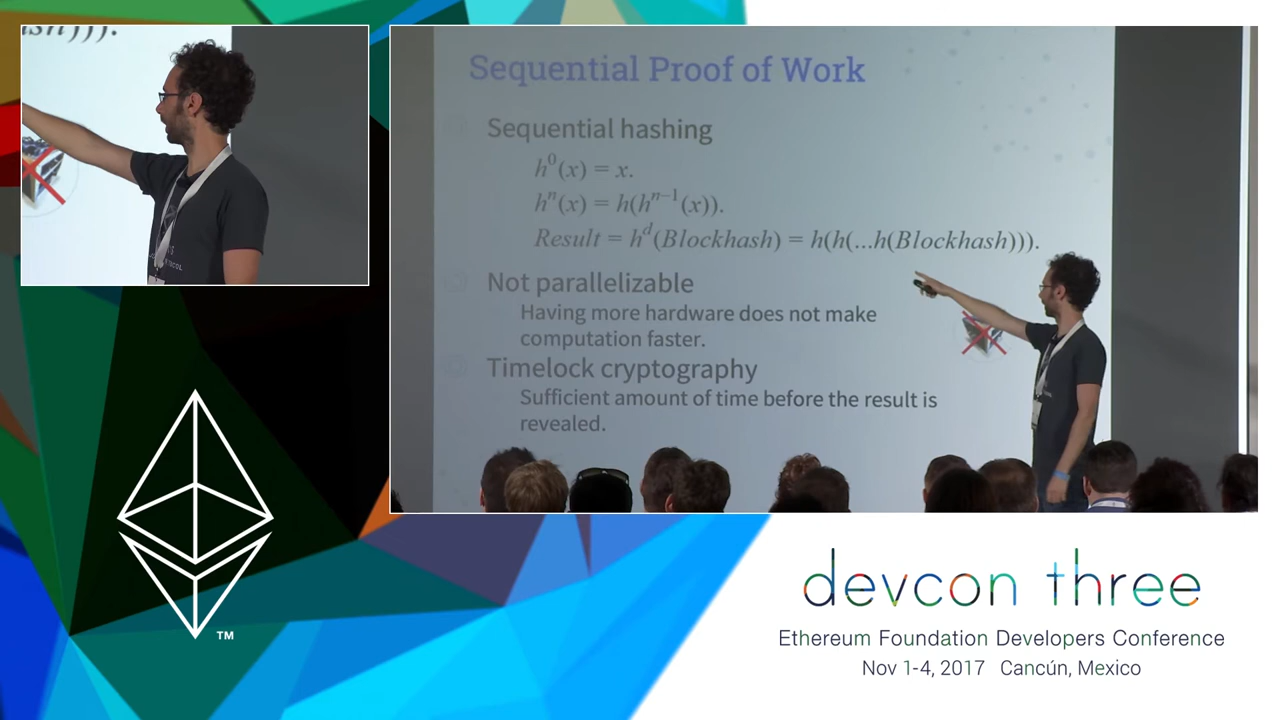 Sequential Proof of Work
Sequential hashing
h⁰(x) = x.
hⁿ(x) = h(hⁿ⁻¹(x)).
Result = hᵈ(Blockhash) = h(h(...h(Blockhash))).
Not parallelizable
Having more hardware does not make
computation faster.
Timelock cryptography
Sufficient amount of time before the result is
revealed.
TM
devcon three
Ethereum Foundation Developers Conference
Nov 1-4, 2017 Cancún, Mexico